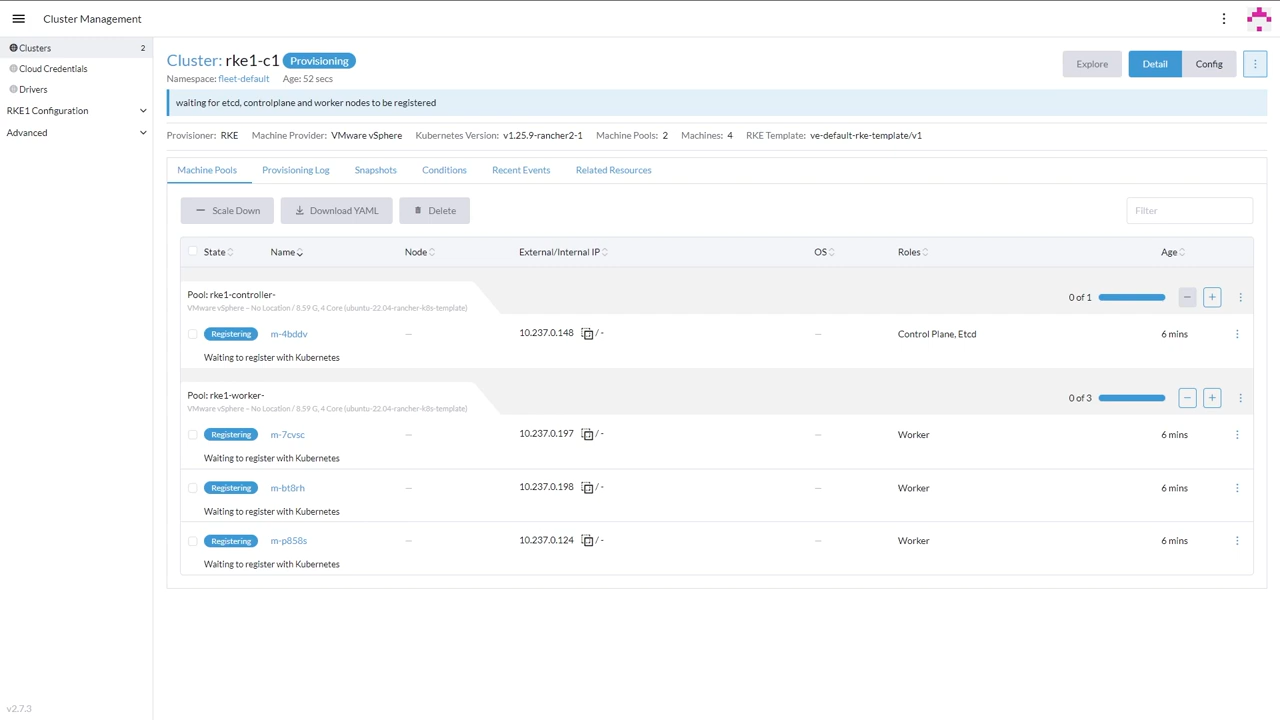 Cluster Management
Clusters 2
Cloud Credentials
Drivers
RKE1 Configuration
Advanced
v2.7.3
Cluster: rke1-c1 Provisioning
Namespace: fleet-default Age: 52 secs
Explore Detail Config
waiting for etcd, controlplane and worker nodes to be registered
Provisioner: RKE Machine Provider: VMware vSphere Kubernetes Version: v1.25.9-rancher2-1 Machine Pools: 2 Machines: 4 RKE Template: ve-default-rke-template/v1
Machine Pools Provisioning Log Snapshots Conditions Recent Events Related Resources
Scale Down Download YAML Delete Filter
State Name Node External/Internal IP OS Roles Age
Pool: rke1-controller- 0 of 1
VMware vSphere – No Location / 8.59 G, 4 Core (ubuntu-22.04-rancher-k8s-template)
Registering m-4bddv — 10.237.0.148 / - — Control Plane, Etcd 6 mins
Waiting to register with Kubernetes
Pool: rke1-worker- 0 of 3
VMware vSphere – No Location / 8.59 G, 4 Core (ubuntu-22.04-rancher-k8s-template)
Registering m-7cvsc — 10.237.0.197 / - — Worker 6 mins
Waiting to register with Kubernetes
Registering m-bt8rh — 10.237.0.198 / - — Worker 6 mins
Waiting to register with Kubernetes
Registering m-p858s — 10.237.0.124 / - — Worker 6 mins
Waiting to register with Kubernetes